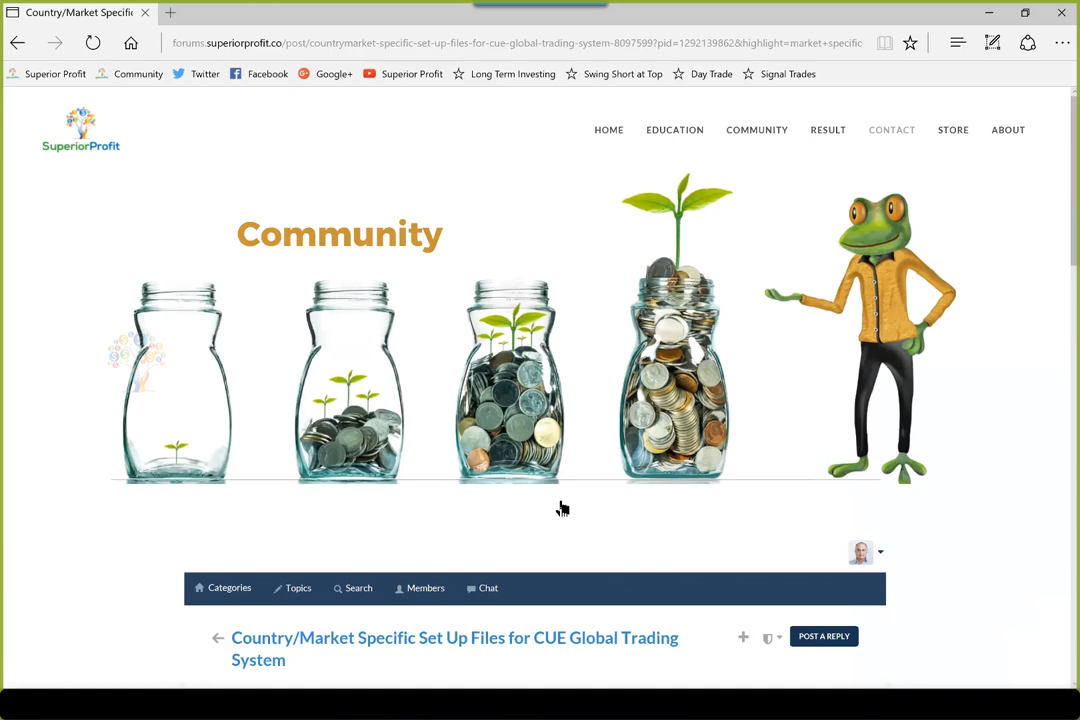 Country/Market Specific
forums.superiorprofit.co/post/countrymarket-specific-set-up-files-for-cue-global-trading-system-8097599?pid=1292139862&highlight=market+specific
Superior Profit Community Twitter Facebook Google+ Superior Profit Long Term Investing Swing Short at Top Day Trade Signal Trades
SuperiorProfit
HOME EDUCATION COMMUNITY RESULT CONTACT STORE ABOUT
Community
Categories Topics Search Members Chat
Country/Market Specific Set Up Files for CUE Global Trading
System
POST A REPLY